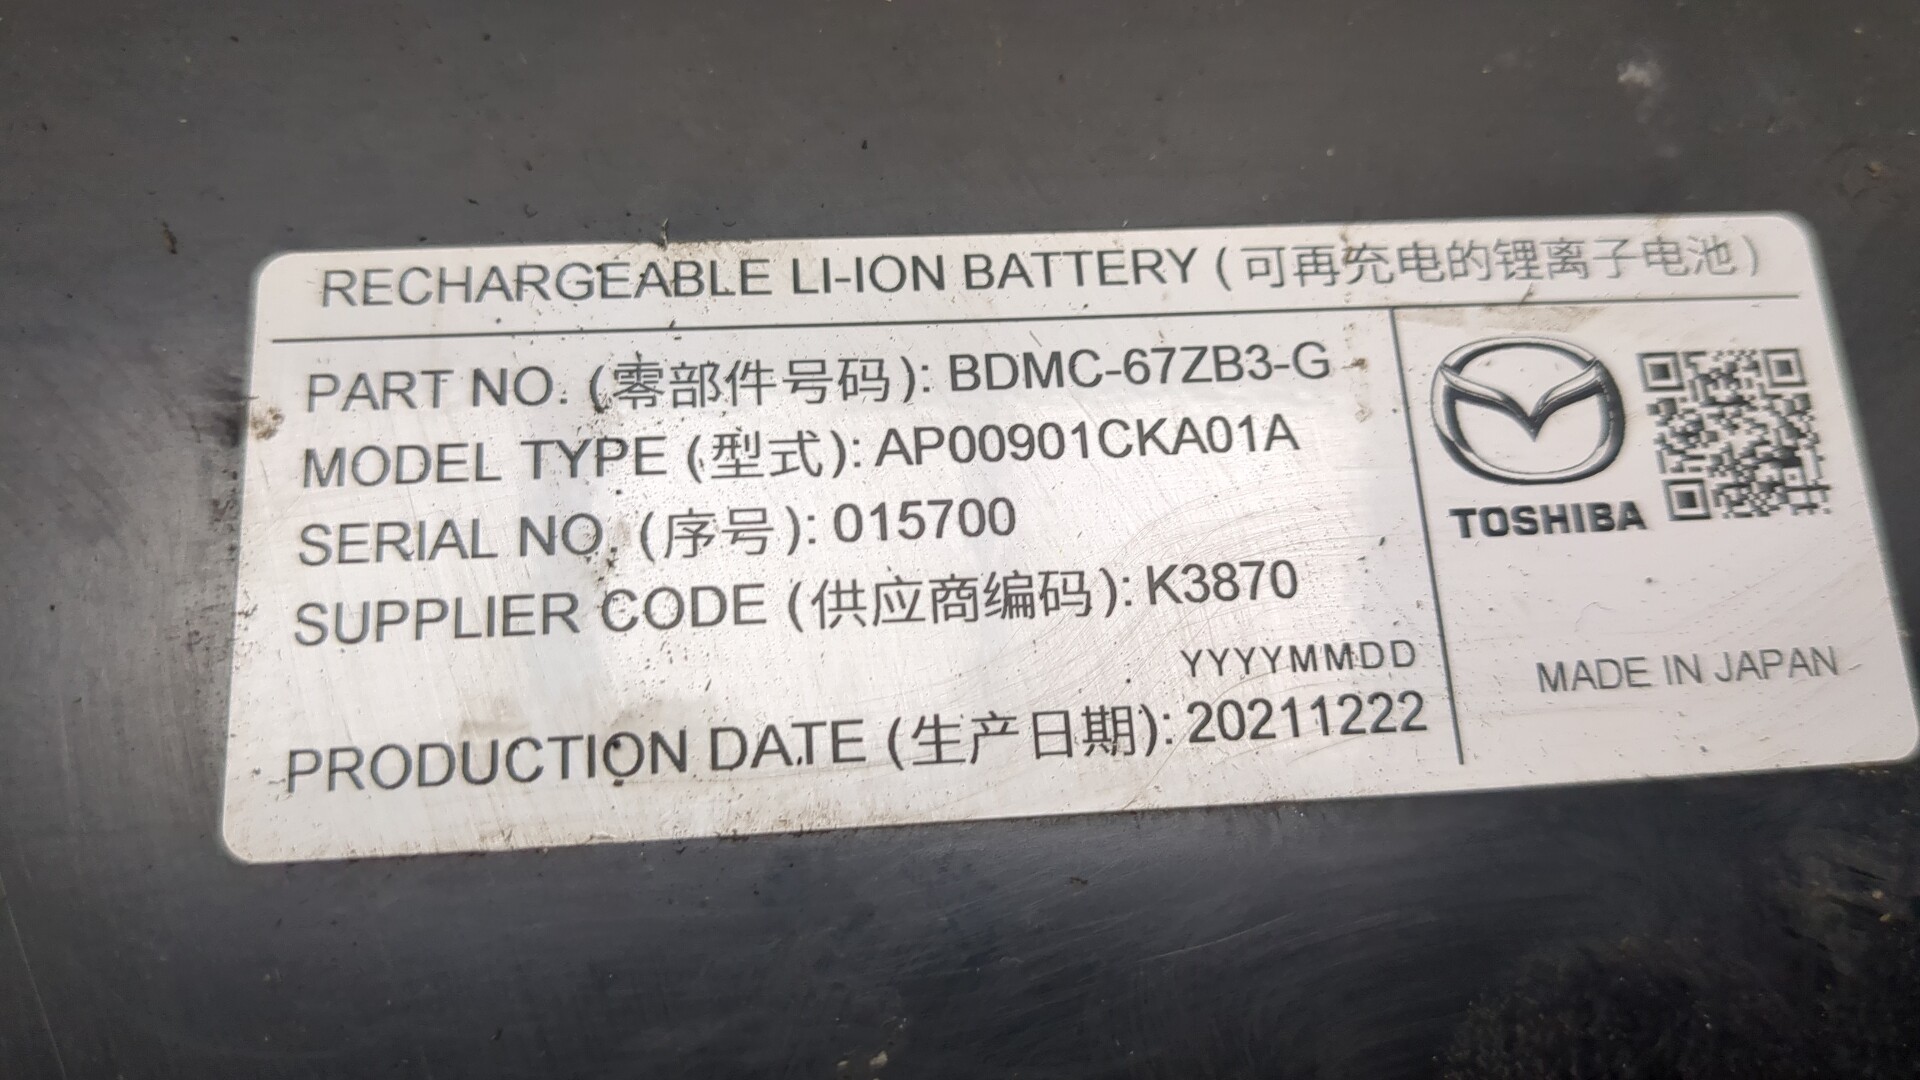 RECHARGEABLE LI-ION BATTERY (可再充电的锂离子电池)
PART NO. (零部件号码): BDMC-67ZB3-G
MODEL TYPE (型式): AP00901CKA01A
SERIAL NO. (序号): 015700
SUPPLIER CODE (供应商编码): K3870
YYYYMMDD
PRODUCTION DATE (生产日期): 20211222
TOSHIBA
MADE IN JAPAN